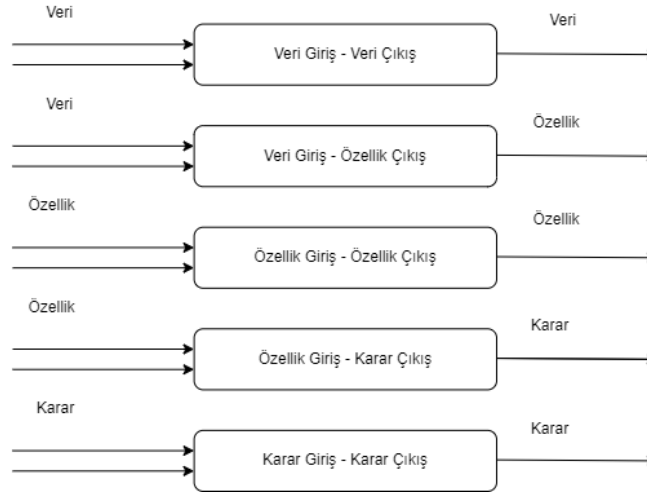 Veri
Veri
Veri Giriş - Veri Çıkış
Veri
Özellik
Veri Giriş - Özellik Çıkış
Özellik
Özellik
Özellik Giriş - Özellik Çıkış
Özellik
Karar
Özellik Giriş - Karar Çıkış
Karar
Karar
Karar Giriş - Karar Çıkış